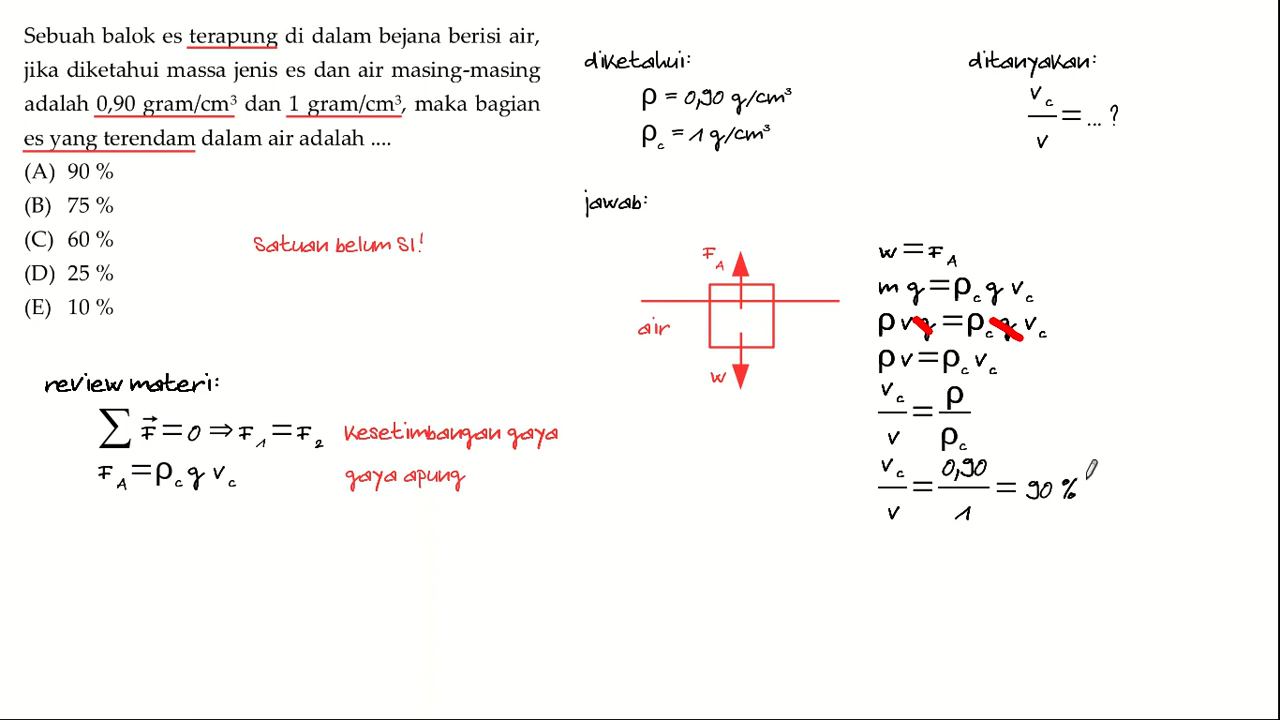 Sebuah balok es terapung di dalam bejana berisi air,
jika diketahui massa jenis es dan air masing-masing
adalah 0,90 gram/cm³ dan 1 gram/cm³, maka bagian
es yang terendam dalam air adalah ....
(A) 90 %
(B) 75 %
(C) 60 %
(D) 25 %
(E) 10 %
Satuan belum SI!
review materi:
∑ F⃗ = 0 ⇒ F₁ = F₂ Kesetimbangan gaya
F_A = ρ_c g v_c gaya apung
diketahui:
ρ = 0,90 g/cm³
ρ_c = 1 g/cm³
ditanyakan:
v_c/v = ... ?
jawab:
F_A
air
w
w = F_A
m g = ρ_c g v_c
ρ v g = ρ_c g v_c
ρ v = ρ_c v_c
v_c/v = ρ/ρ_c
v_c/v = 0,90/1 = 90 %